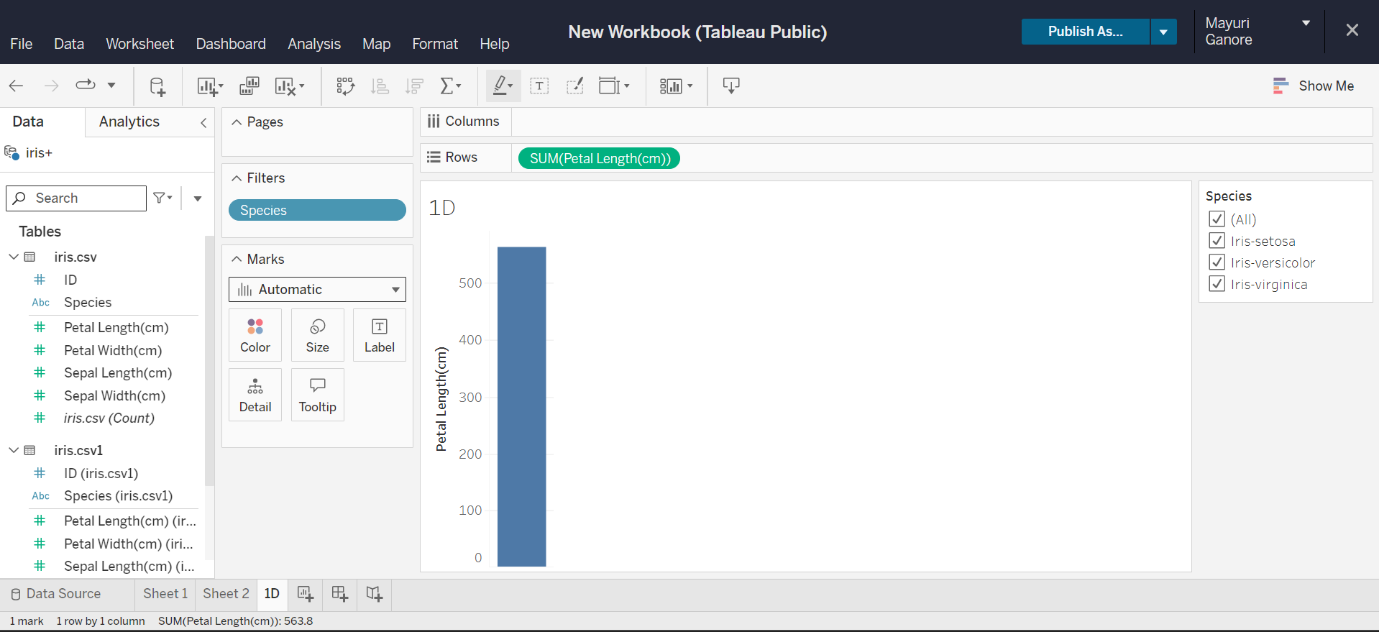 File Data Worksheet Dashboard Analysis Map Format Help
New Workbook (Tableau Public)
Publish As...
Mayuri
Ganore
Show Me
Data Analytics
iris+
Search
Tables
iris.csv
ID
Abc Species
Petal Length(cm)
Petal Width(cm)
Sepal Length(cm)
Sepal Width(cm)
iris.csv (Count)
iris.csv1
ID (iris.csv1)
Abc Species (iris.csv1)
Petal Length(cm) (ir...
Petal Width(cm) (iri...
Sepal Length(cm) (i...
Pages
Filters
Species
Marks
Automatic
Color Size Label
Detail Tooltip
Columns
Rows SUM(Petal Length(cm))
1D
500
400
300
200
100
0
Petal Length(cm)
Species
(All)
Iris-setosa
Iris-versicolor
Iris-virginica
Data Source Sheet 1 Sheet 2 1D
1 mark 1 row by 1 column SUM(Petal Length(cm)): 563.8